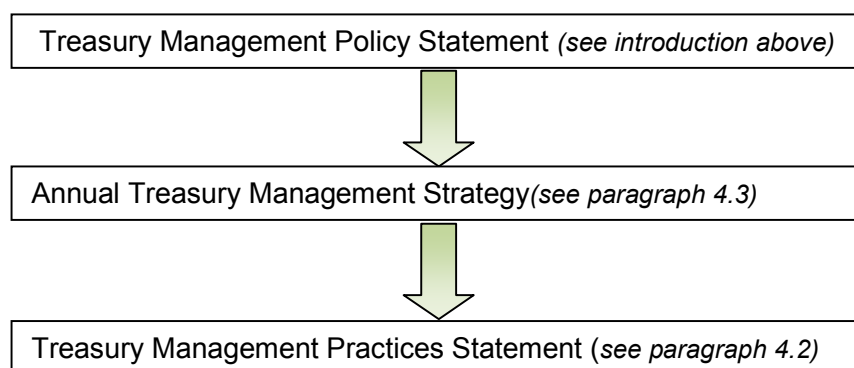 Treasury Management Policy Statement (see introduction above)
Annual Treasury Management Strategy(see paragraph 4.3)
Treasury Management Practices Statement (see paragraph 4.2)